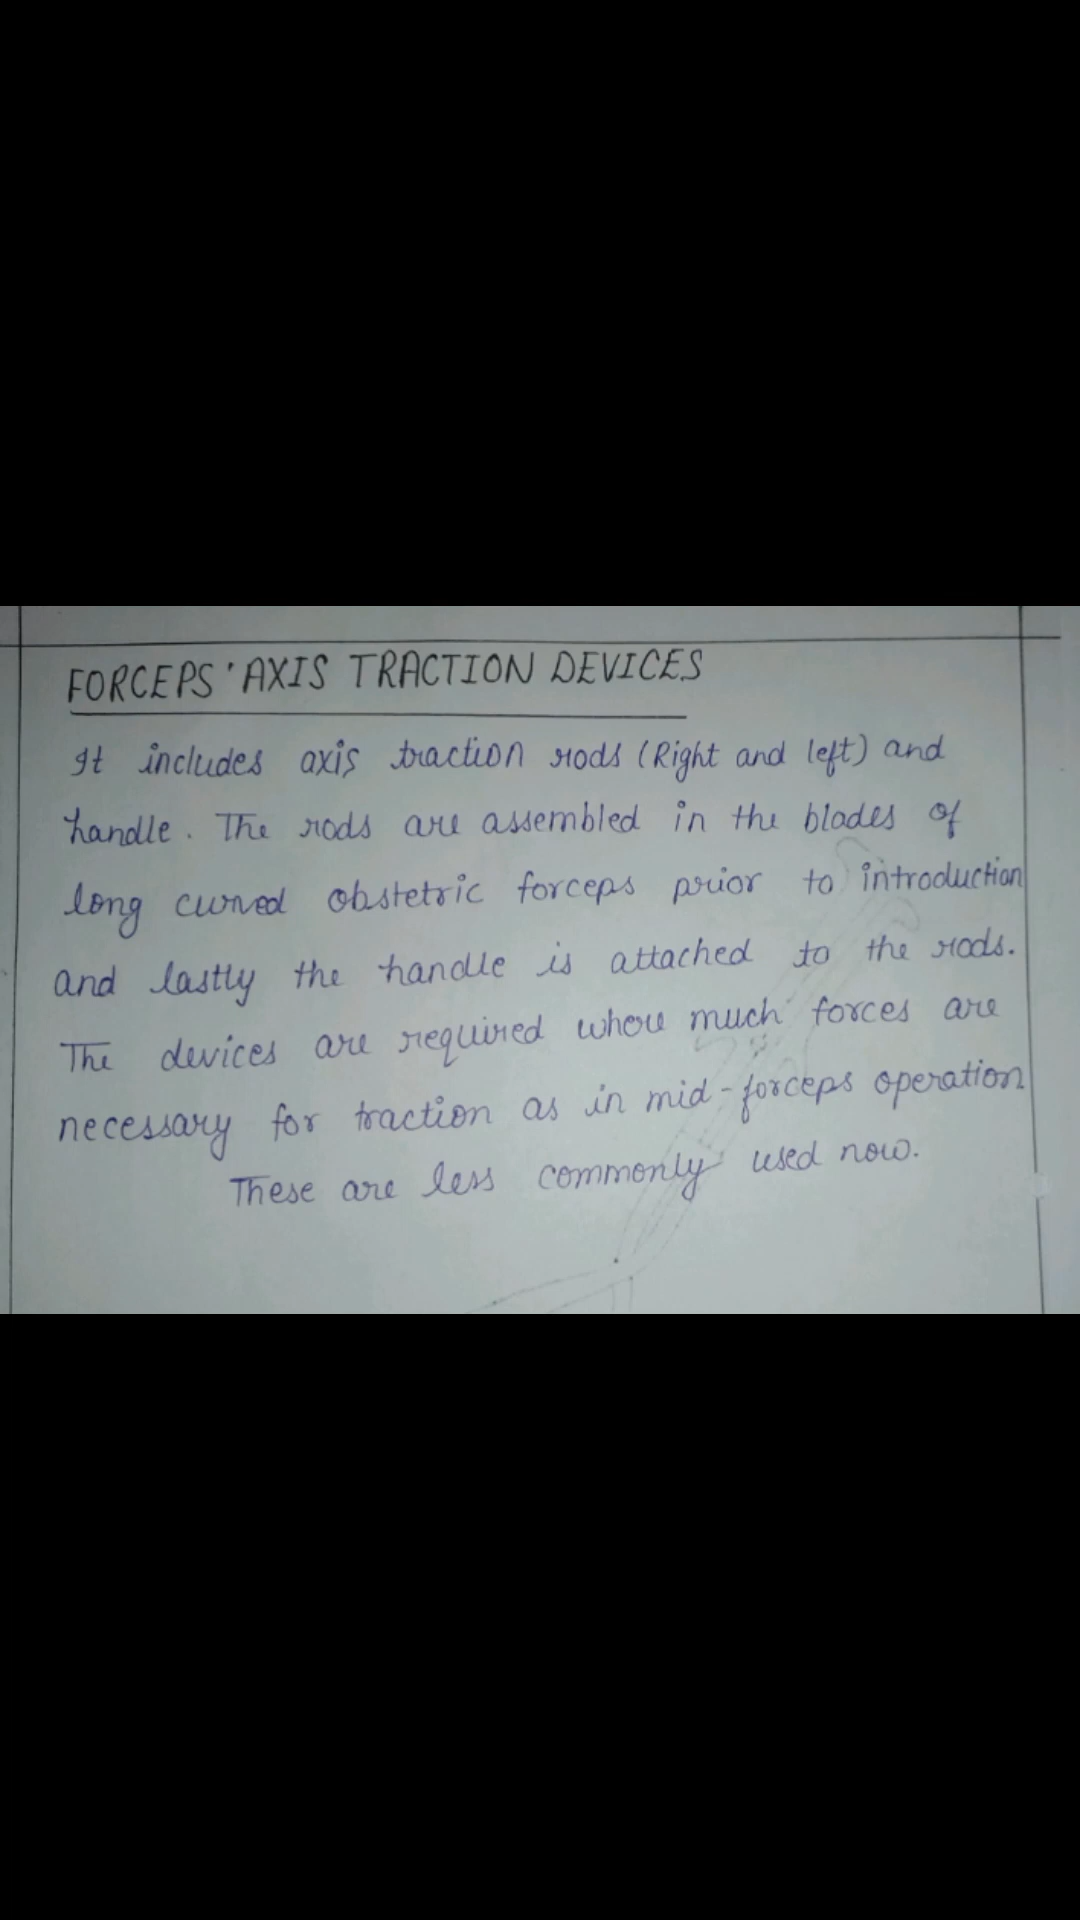 FORCEPS' AXIS TRACTION DEVICES
It includes axis traction rods (Right and left) and
handle. The rods are assembled in the blades of
long curved obstetric forceps prior to introduction
and lastly the handle is attached to the rods.
The devices are required where much forces are
necessary for traction as in mid-forceps operation
These are less commonly used now.